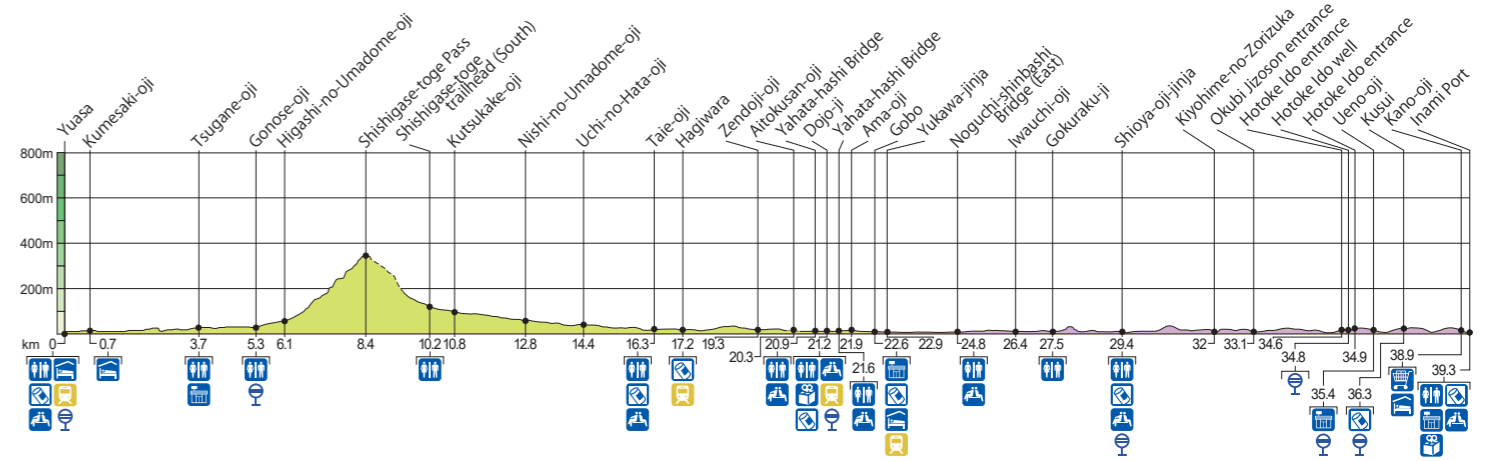 Yuasa
Kumesaki-oji
Tsugane-oji
Gonose-oji
Higashi-no-Umadome-oji
Shishigase-toge Pass
Shishigase-toge
trailhead (South)
Kutsukake-oji
Nishi-no-Umadome-oji
Uchi-no-Hata-oji
Taie-oji
Hagiwara
Zendoji-oji
Aitokusan-oji
Yahata-hashi Bridge
Dojo-ji
Yahata-hashi Bridge
Ama-oji
Gobo
Yukawa-jinja
Noguchi-shinbashi
Bridge (East)
Iwauchi-oji
Gokuraku-ji
Shioya-oji-jinja
Kiyohime-no-Zorizuka
Okubi Jizoson entrance
Hotoke Ido entrance
Hotoke Ido well
Hotoke Ido entrance
Ueno-oji
Kusui
Kamo-oji
Inami Port
800m
600m
400m
200m
km 0 0.7 3.7 5.3 6.1 8.4 10.2 10.8 12.8 14.4 16.3 17.2 19.3 20.9 21.2 21.9 22.6 22.9 24.8 26.4 27.5 29.4 32 33.1 34.6
20.3 21.6 34.8 34.9 38.9 39.3
35.4 36.3